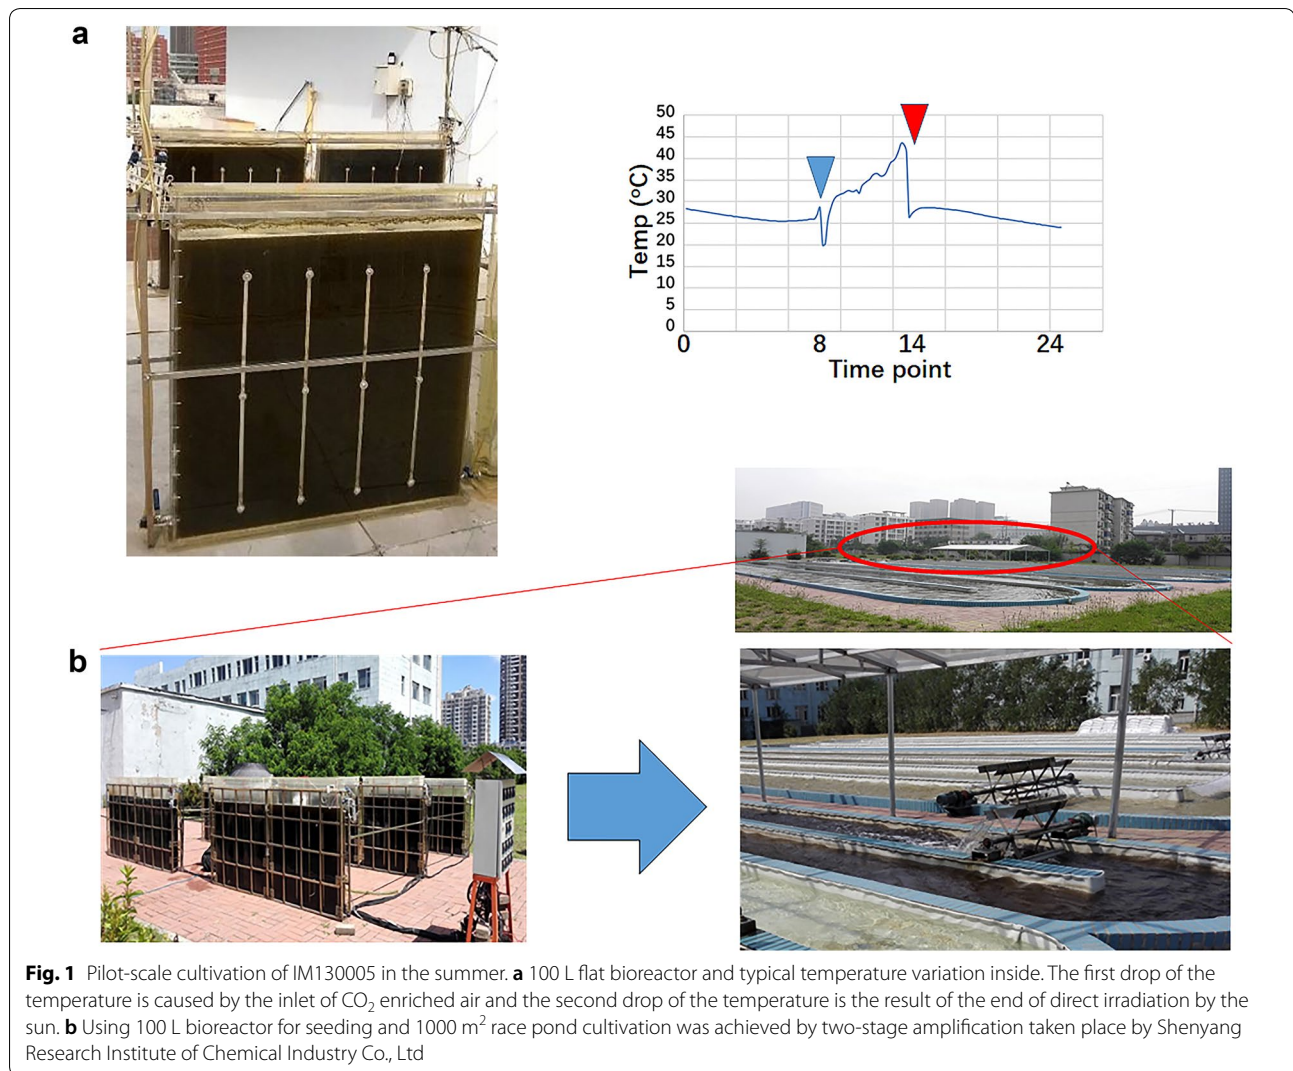 a
50
45
40
35
30
25
20
15
10
5
0
Temp (°C)
0 8 14 24
Time point
b
Fig. 1 Pilot-scale cultivation of IM130005 in the summer. a 100 L flat bioreactor and typical temperature variation inside. The first drop of the
temperature is caused by the inlet of CO₂ enriched air and the second drop of the temperature is the result of the end of direct irradiation by the
sun. b Using 100 L bioreactor for seeding and 1000 m² race pond cultivation was achieved by two-stage amplification taken place by Shenyang
Research Institute of Chemical Industry Co., Ltd